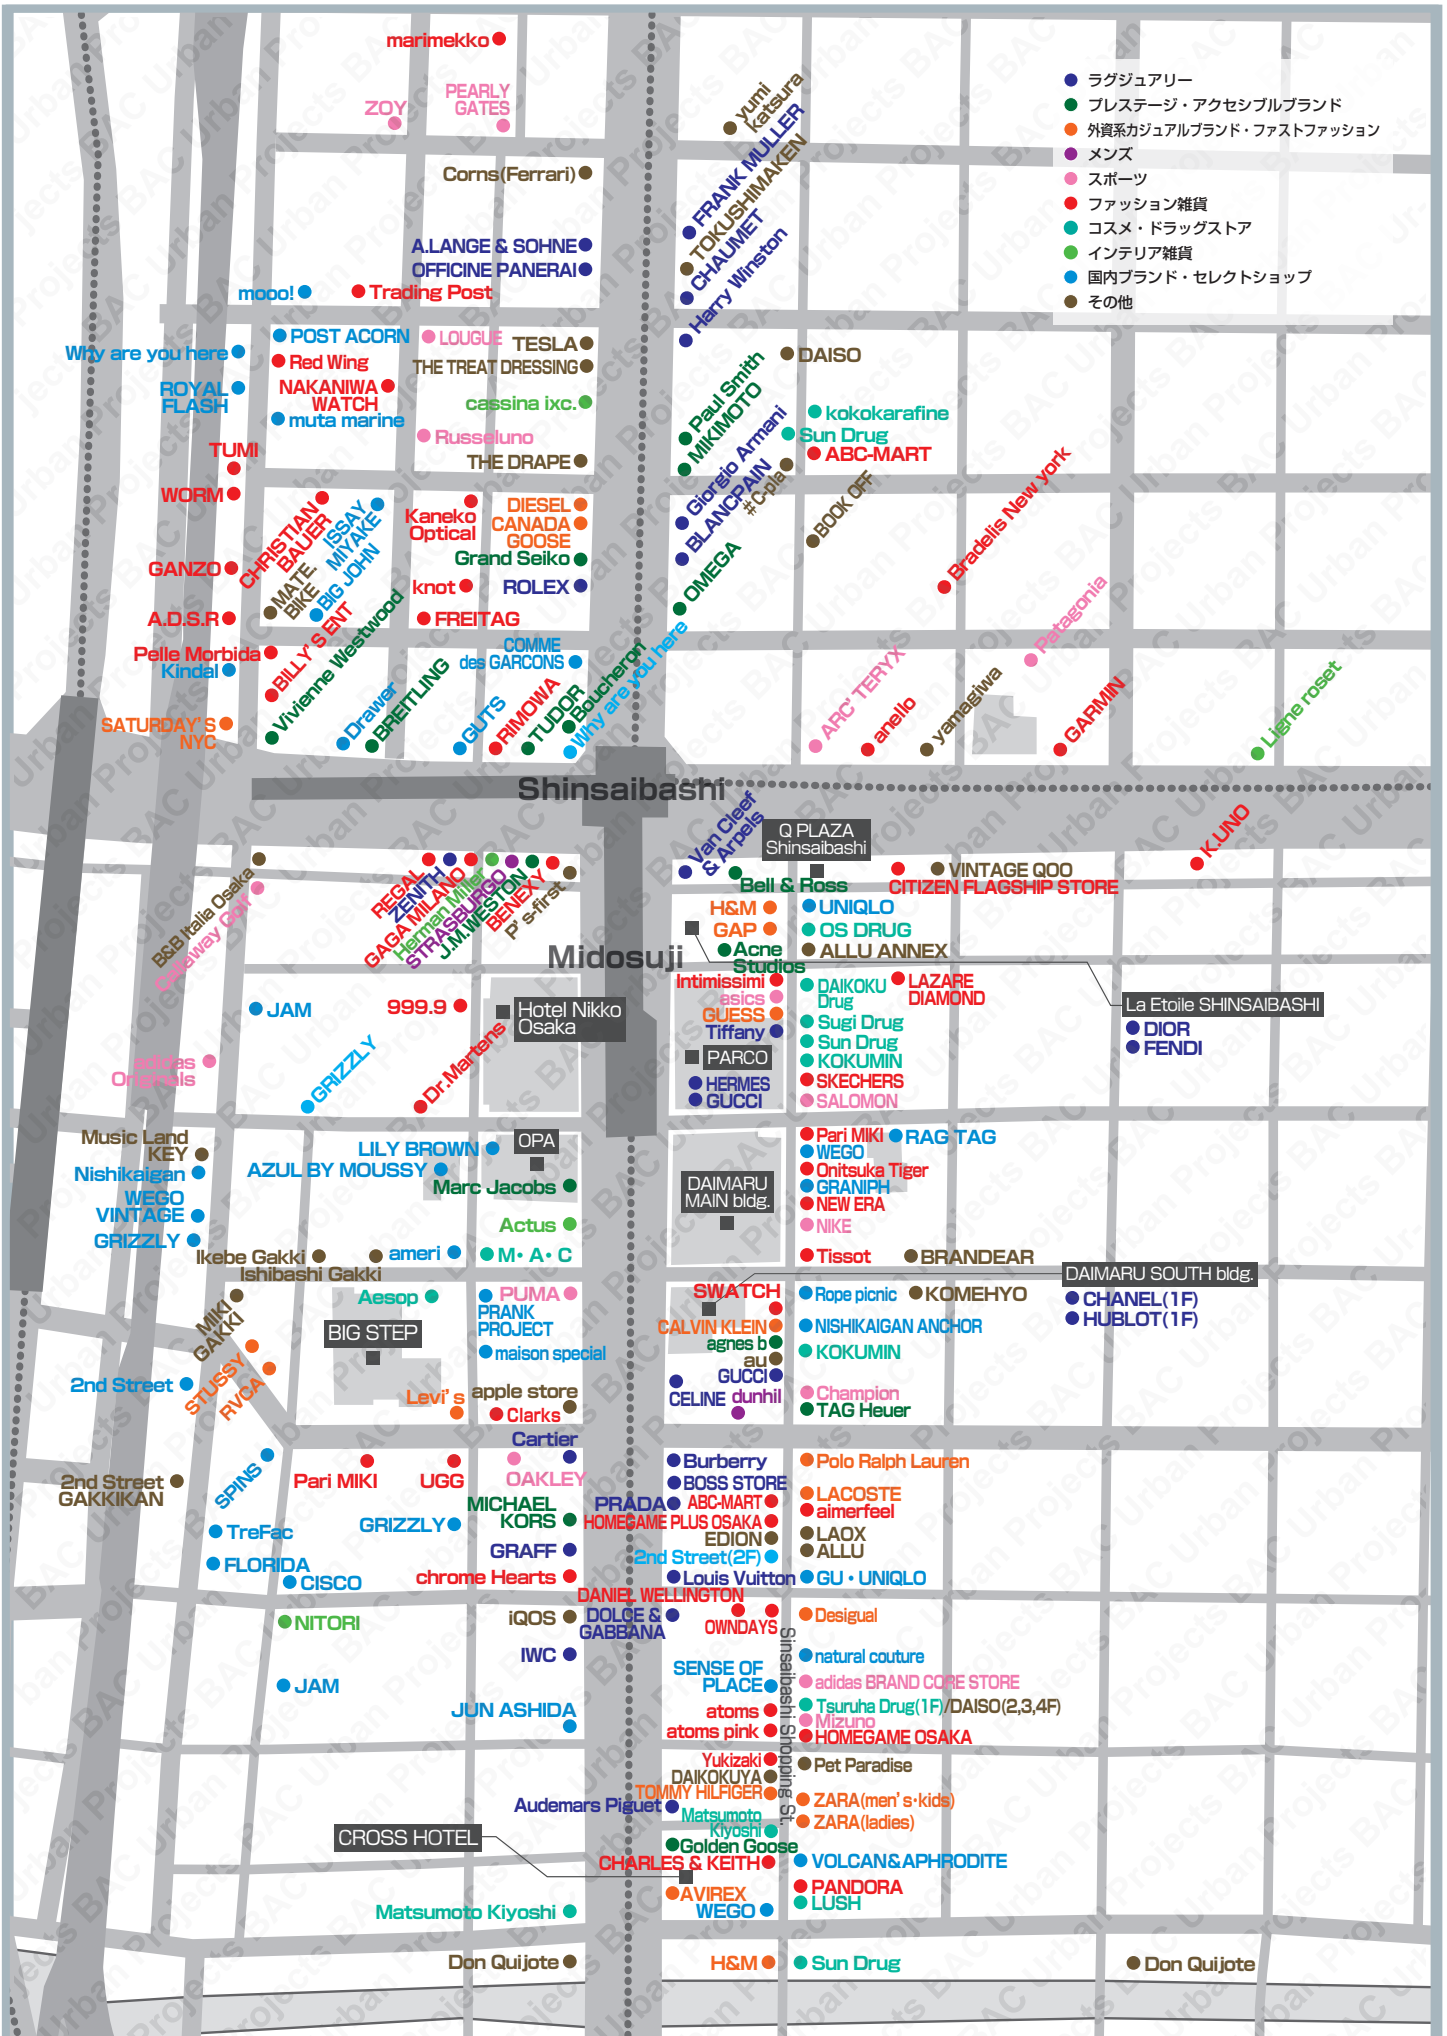 marimekko
ZOY
PEARLY
GATES
Corns(Ferrari)
A.LANGE & SOHNE
OFFICINE PANERAI
mooo!
Trading Post
yumi
katsura
FRANK MULLER
TOKUSHIMAKEN
CHAUMET
Harry Winston
ラグジュアリー
プレステージ・アクセシブルブランド
外資系カジュアルブランド・ファストファッション
メンズ
スポーツ
ファッション雑貨
コスメ・ドラッグストア
インテリア雑貨
国内ブランド・セレクトショップ
その他
Why are you here
ROYAL
FLASH
POST ACORN
Red Wing
NAKANIWA
WATCH
muta marine
LOUGUE
TESLA
THE TREAT DRESSING
cassina ixc.
Russeluno
THE DRAPE
TUMI
WORM
Paul Smith
MIKIMOTO
Giorgio Armani
BLANCPAIN
#C-pla
DAISO
kokokarafine
Sun Drug
ABC-MART
BOOK OFF
Bradelis New york
OMEGA
CHRISTIAN
BAUER
ISSAY
MIYAKE
MATE.
BIKE
BIG JOHN
Kaneko
Optical
DIESEL
CANADA
GOOSE
Grand Seiko
knot
ROLEX
FREITAG
GANZO
A.D.S.R
Pelle Morbida
Kindal
SATURDAY'S
NYC
BILLY'S ENT
Vivienne Westwood
Drawer
BREITLING
COMME
des GARCONS
GUTS
RIMOWA
TUDOR
Boucheron
Why are you here
ARC'TERYX
anello
yamagiwa
Patagonia
GARMIN
Ligne roset
Shinsaibashi
B&B Italia Osaka
Callaway Golf
REGAL
ZENITH
GAGA MILANO
Herman Miller
STRASBURGO
J.M.WESTON
BENEXY
P's-first
Van Cleef
& Arpels
Bell & Ross
Q PLAZA
Shinsaibashi
VINTAGE QOO
CITIZEN FLAGSHIP STORE
K.UNO
H&M
GAP
Acne
Studios
UNIQLO
OS DRUG
ALLU ANNEX
Midosuji
JAM
999.9
Hotel Nikko
Osaka
Intimissimi
asics
GUESS
Tiffany
PARCO
HERMES
GUCCI
DAIKOKU
Drug
LAZARE
DIAMOND
Sugi Drug
Sun Drug
KOKUMIN
SKECHERS
SALOMON
La Etoile SHINSAIBASHI
DIOR
FENDI
adidas
Originals
GRIZZLY
Dr.Martens
Music Land
KEY
Nishikaigan
WEGO
VINTAGE
GRIZZLY
LILY BROWN
AZUL BY MOUSSY
OPA
Marc Jacobs
Actus
Ikebe Gakki
Ishibashi Gakki
ameri
M・A・C
DAIMARU
MAIN bldg.
Pari MIKI
RAG TAG
WEGO
Onitsuka Tiger
GRANIPH
NEW ERA
NIKE
Tissot
BRANDEAR
MIKI
GAKKI
Aesop
BIG STEP
PUMA
PRANK
PROJECT
maison special
STUSSY
RVCA
2nd Street
Levi's
apple store
Clarks
SWATCH
CALVIN KLEIN
agnes b
au
GUCCI
CELINE
dunhil
Rope picnic
KOMEHYO
NISHIKAIGAN ANCHOR
KOKUMIN
Champion
TAG Heuer
DAIMARU SOUTH bldg.
CHANEL(1F)
HUBLOT(1F)
2nd Street
GAKKIKAN
SPINS
Pari MIKI
UGG
Cartier
OAKLEY
MICHAEL
KORS
GRIZZLY
GRAFF
chrome Hearts
TreFac
FLORIDA
CISCO
Burberry
BOSS STORE
PRADA
ABC-MART
HOMEGAME PLUS OSAKA
EDION
2nd Street(2F)
Louis Vuitton
Polo Ralph Lauren
LACOSTE
aimerfeel
LAOX
ALLU
GU・UNIQLO
NITORI
JAM
iQOS
IWC
JUN ASHIDA
DANIEL WELLINGTON
DOLCE &
GABBANA
OWNDAYS
SENSE OF
PLACE
atoms
atoms pink
Sinsaibashi Shopping St.
Desigual
natural couture
adidas BRAND CORE STORE
Tsuruha Drug(1F)/DAISO(2,3,4F)
Mizuno
HOMEGAME OSAKA
Yukizaki
DAIKOKUYA
TOMMY HILFIGER
Audemars Piguet
Matsumoto
Kiyoshi
Golden Goose
CHARLES & KEITH
Pet Paradise
ZARA(men's・kids)
ZARA(ladies)
VOLCAN&APHRODITE
PANDORA
LUSH
CROSS HOTEL
AVIREX
WEGO
Matsumoto Kiyoshi
Don Quijote
H&M
Sun Drug
Don Quijote